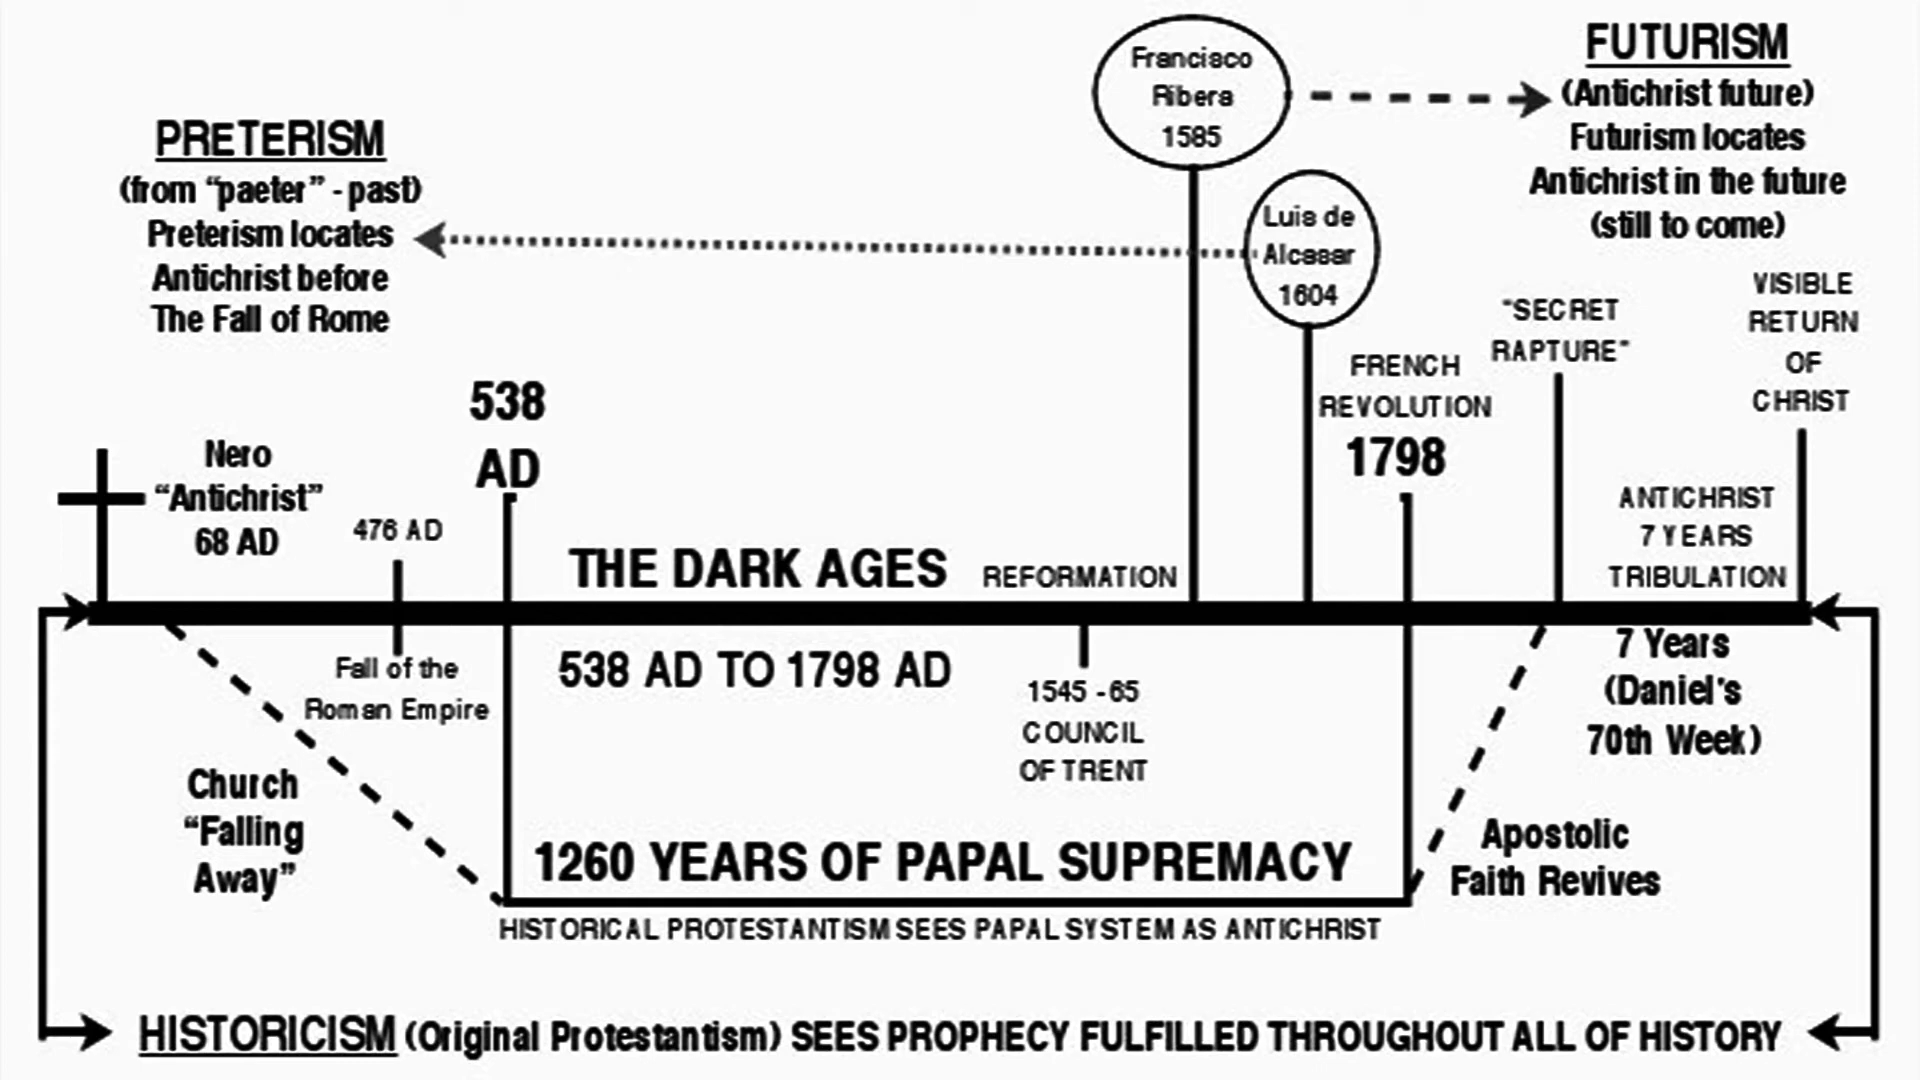 PRETERISM
(from “paeter” - past)
Preterism locates
Antichrist before
The Fall of Rome
Francisco
Ribera
1585
Luis de
Alcasar
1604
FUTURISM
(Antichrist future)
Futurism locates
Antichrist in the future
(still to come)
Nero
“Antichrist”
68 AD
476 AD
538
AD
THE DARK AGES
REFORMATION
FRENCH
REVOLUTION
1798
"SECRET
RAPTURE"
ANTICHRIST
7 YEARS
TRIBULATION
VISIBLE
RETURN
OF
CHRIST
Fall of the
Roman Empire
538 AD TO 1798 AD
1545 -65
COUNCIL
OF TRENT
7 Years
(Daniel's
70th Week)
Church
“Falling
Away”
1260 YEARS OF PAPAL SUPREMACY
Apostolic
Faith Revives
HISTORICAL PROTESTANTISM SEES PAPAL SYSTEM AS ANTICHRIST
HISTORICISM (Original Protestantism) SEES PROPHECY FULFILLED THROUGHOUT ALL OF HISTORY